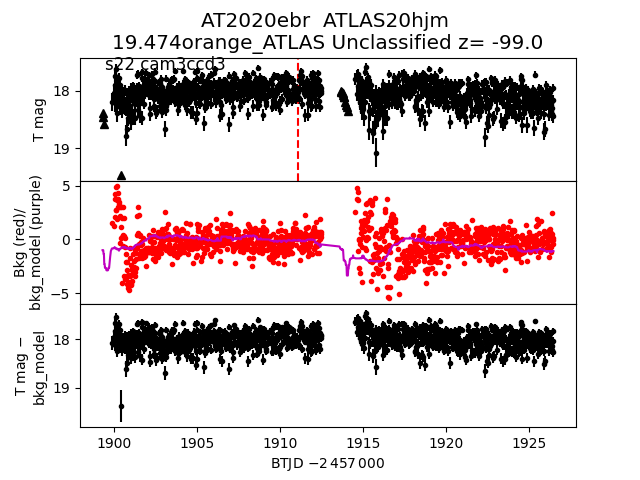 AT2020ebr  ATLAS20hjm
19.474orange_ATLAS Unclassified z= -99.0
s22 cam3ccd3
18
19
T mag
5
0
−5
Bkg (red)/
bkg_model (purple)
18
19
T mag −
bkg_model
1900 1905 1910 1915 1920 1925
BTJD −2 457 000